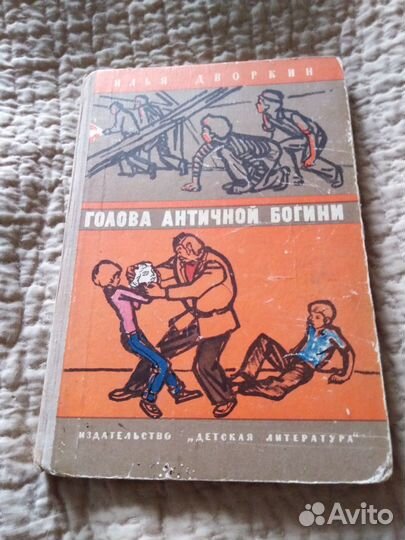 ИЛЬЯ ДВОРКИН
ГОЛОВА АНТИЧНОЙ БОГИНИ
ИЗДАТЕЛЬСТВО „ДЕТСКАЯ ЛИТЕРАТУРА“
Avito